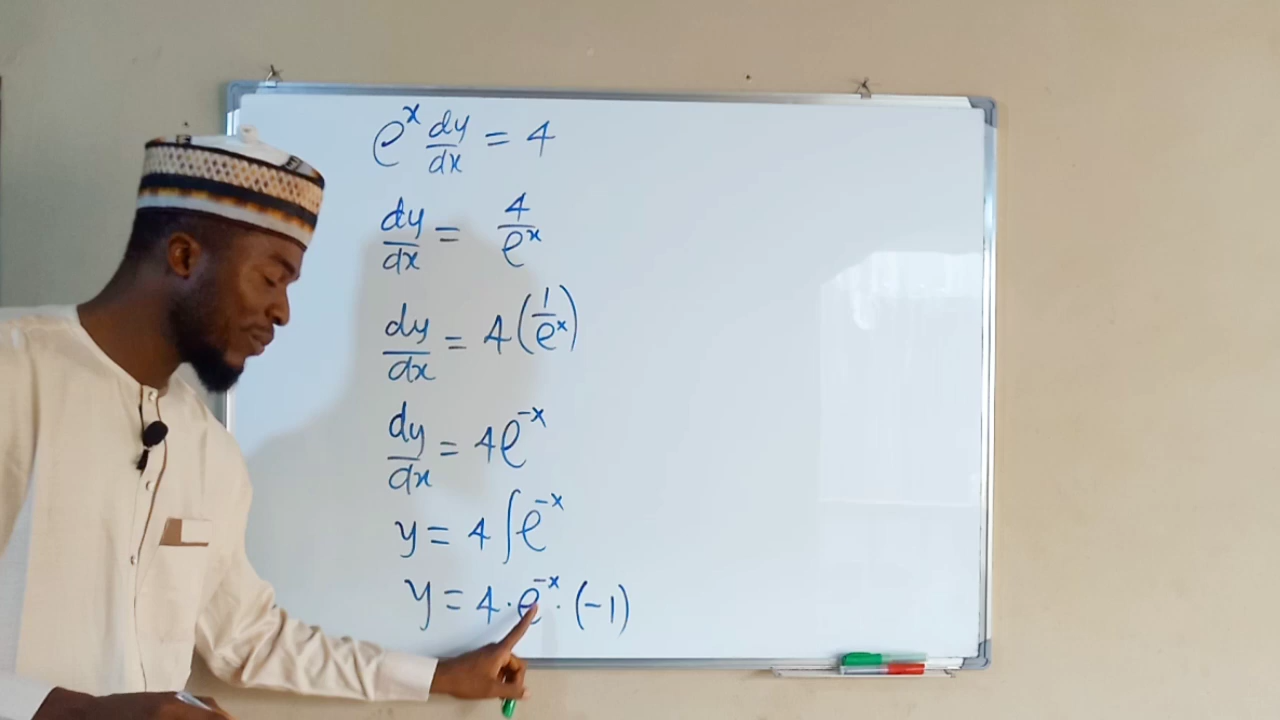 e^x dy/dx = 4
dy/dx = 4/e^x
dy/dx = 4(1/e^x)
dy/dx = 4e^-x
y = 4∫e^-x
y = 4·e^-x·(-1)